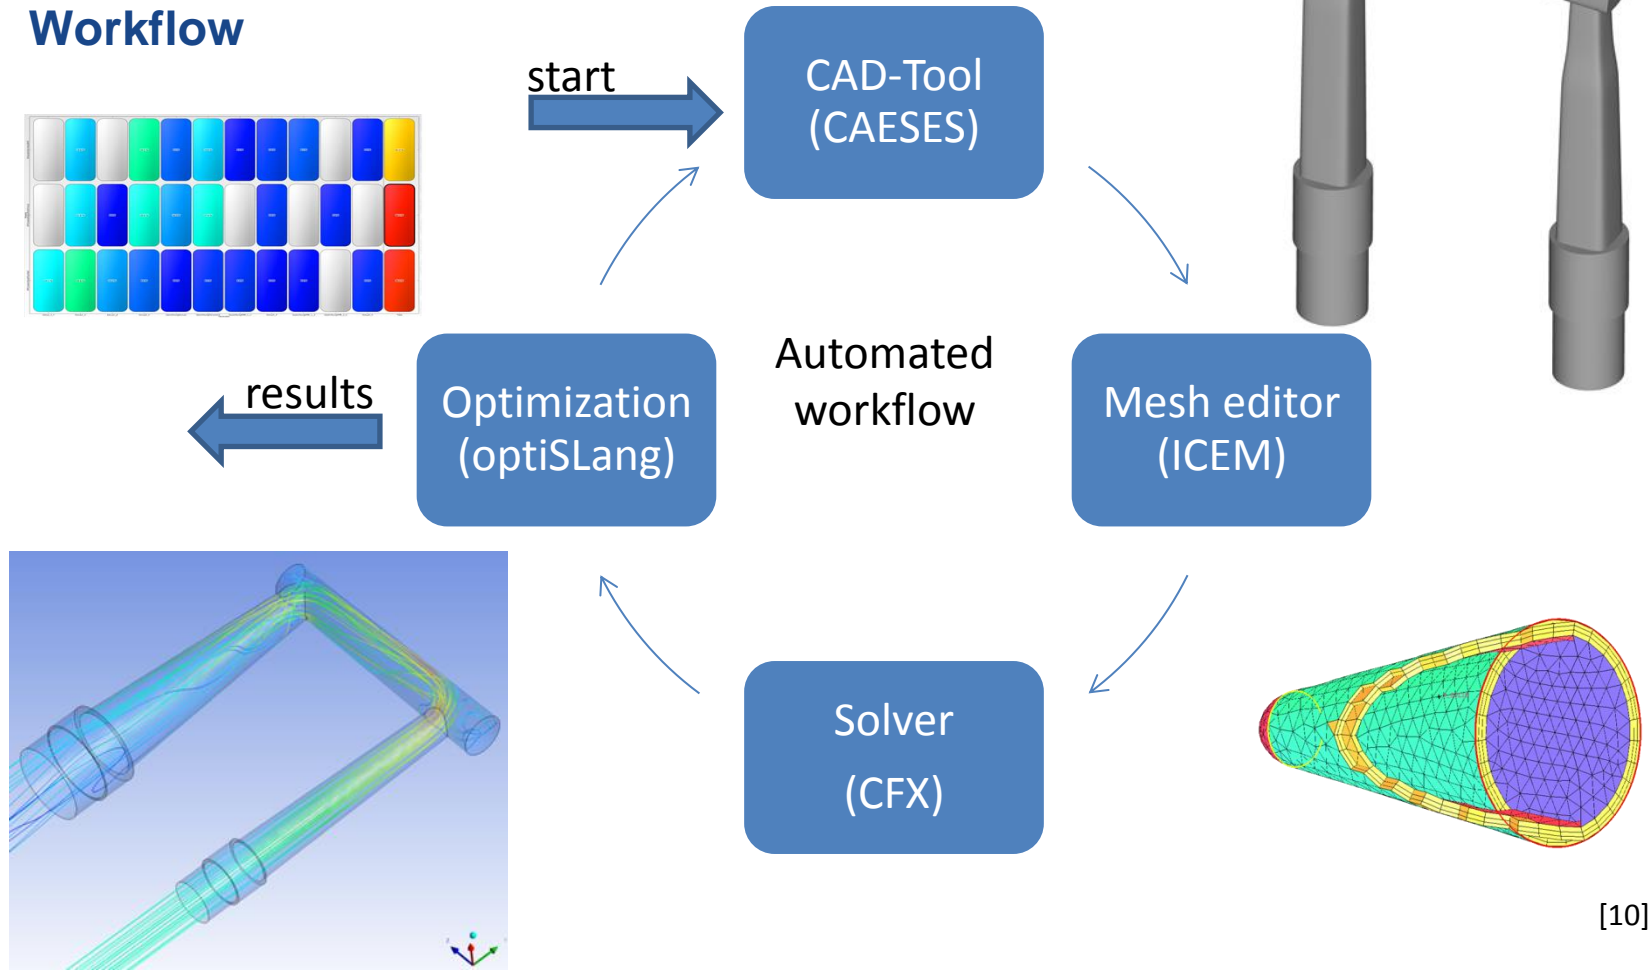 Workflow
start
CAD-Tool
(CAESES)
results
Optimization
(optiSLang)
Automated
workflow
Mesh editor
(ICEM)
Solver
(CFX)
[10]